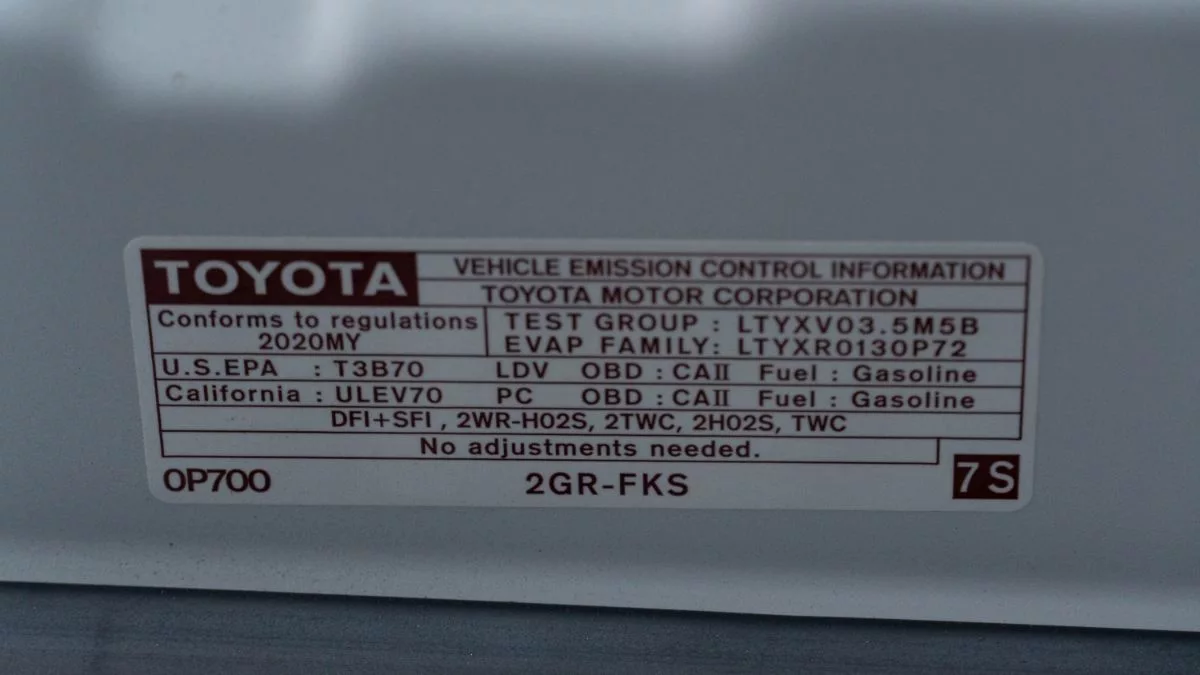 TOYOTA
VEHICLE EMISSION CONTROL INFORMATION
TOYOTA MOTOR CORPORATION
Conforms to regulations
2020MY
TEST GROUP : LTYXV03.5M5B
EVAP FAMILY: LTYXR0130P72
U.S.EPA : T3B70 LDV OBD : CAII Fuel : Gasoline
California : ULEV70 PC OBD : CAII Fuel : Gasoline
DFI+SFI , 2WR-HO2S, 2TWC, 2HO2S, TWC
No adjustments needed.
0P700 2GR-FKS 7S